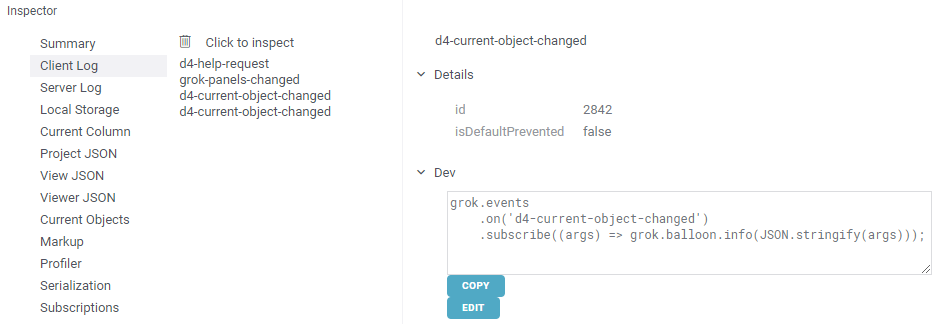 Inspector
Summary
Client Log
Server Log
Local Storage
Current Column
Project JSON
View JSON
Viewer JSON
Current Objects
Markup
Profiler
Serialization
Subscriptions
Click to inspect
d4-help-request
grok-panels-changed
d4-current-object-changed
d4-current-object-changed
d4-current-object-changed
Details
id 2842
isDefaultPrevented false
Dev
grok.events
    .on('d4-current-object-changed')
    .subscribe((args) => grok.balloon.info(JSON.stringify(args)));
COPY
EDIT